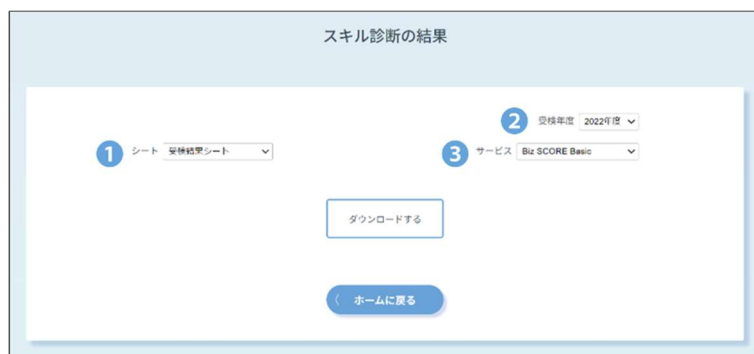 スキル診断の結果
2 受検年度 2022年度
1 シート 受検結果シート
3 サービス Biz SCORE Basic
ダウンロードする
〈 ホームに戻る